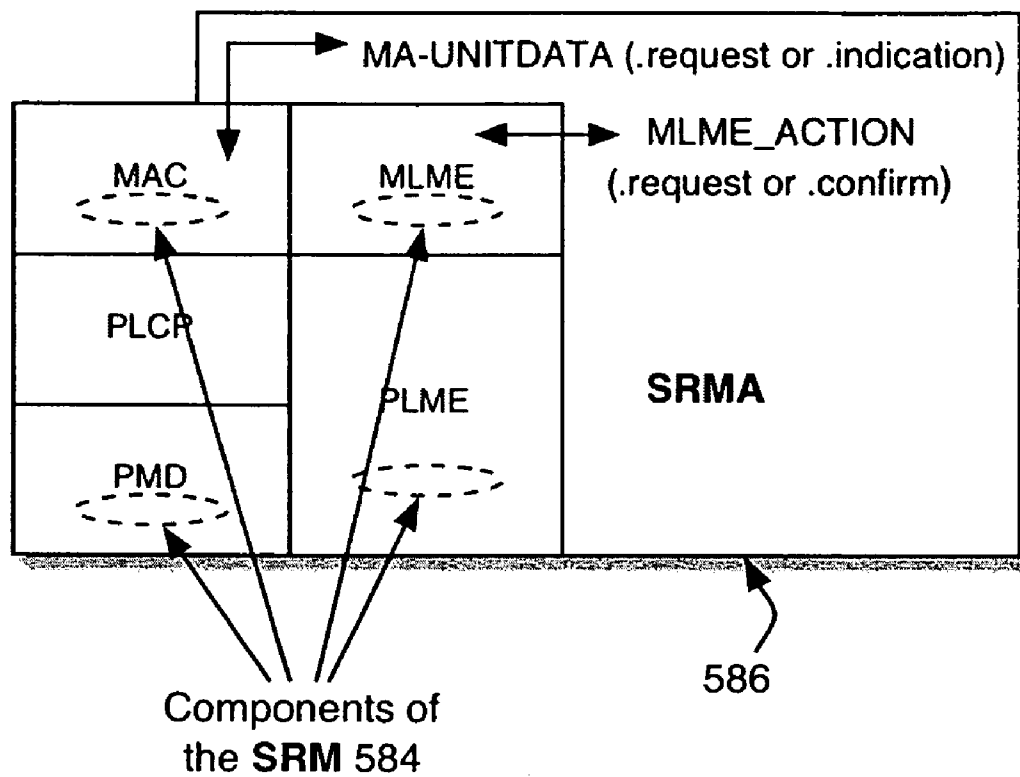 MA-UNITDATA (.request or .indication)
MLME_ACTION
(.request or .confirm)
MAC
MLME
PLCP
PLME
SRMA
PMD
586
Components of
the SRM 584